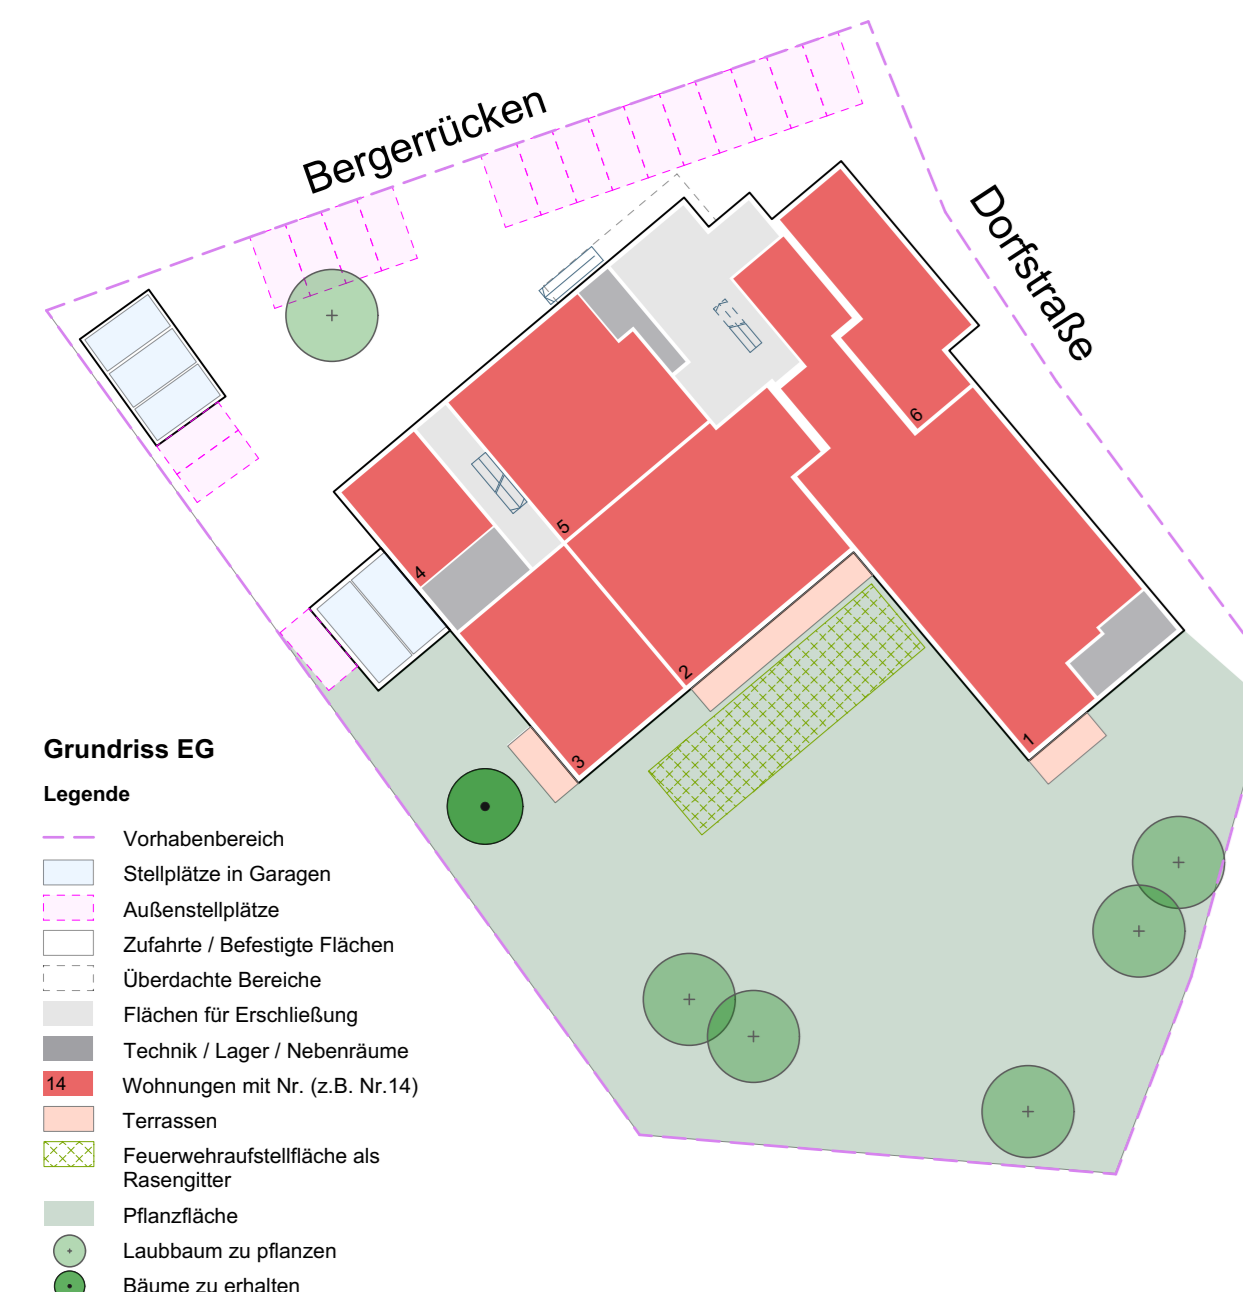 Bergerrücken
Dorfstraße
6
5
4
2
3
1
Grundriss EG
Legende
Vorhabenbereich
Stellplätze in Garagen
Außenstellplätze
Zufahrte / Befestigte Flächen
Überdachte Bereiche
Flächen für Erschließung
Technik / Lager / Nebenräume
14 Wohnungen mit Nr. (z.B. Nr.14)
Terrassen
Feuerwehraufstellfläche als
Rasengitter
Pflanzfläche
Laubbaum zu pflanzen
Bäume zu erhalten